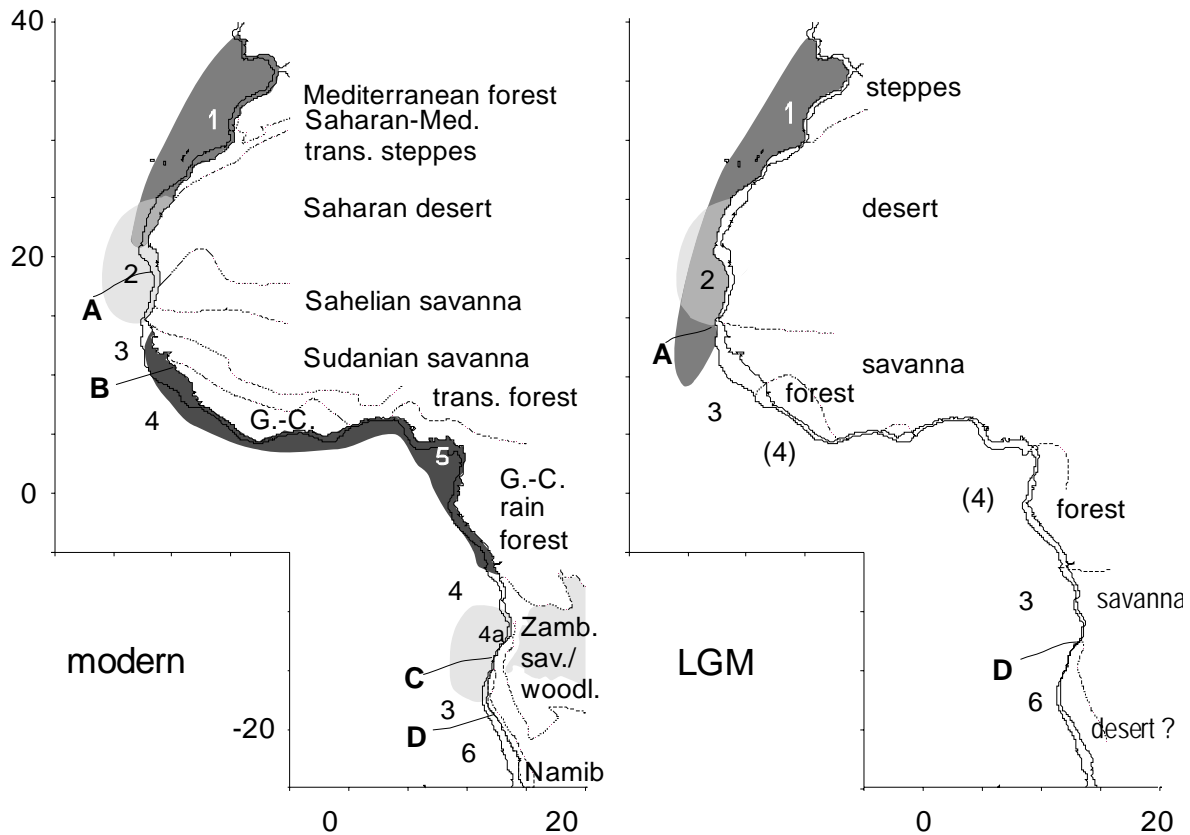 40
20
0
-20
0
20
modern
1
2
A
3
B
4
5
4
4a
C
3
D
6
Mediterranean forest
Saharan-Med.
trans. steppes
Saharan desert
Sahelian savanna
Sudanian savanna
trans. forest
G.-C.
G.-C.
rain
forest
Zamb.
sav./
woodl.
Namib
LGM
1
2
A
3
(4)
(4)
3
D
6
steppes
desert
savanna
forest
forest
savanna
desert ?
0
20